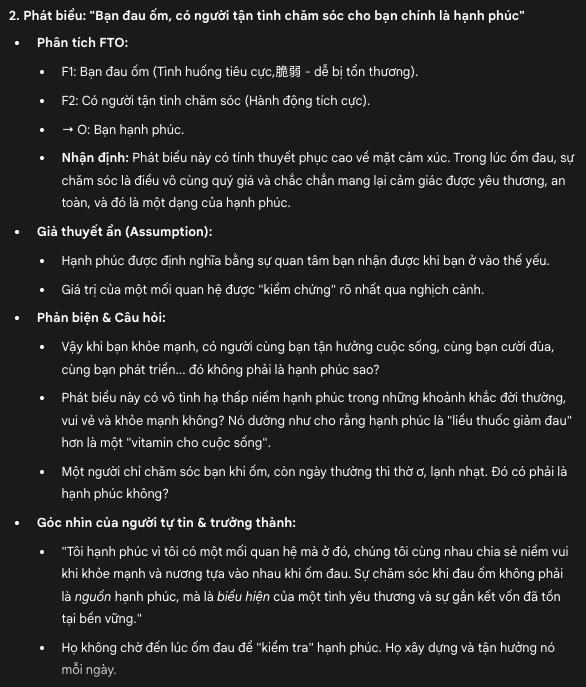 2. Phát biểu: "Bạn đau ốm, có người tận tình chăm sóc cho bạn chính là hạnh phúc"
• Phân tích FTO:
• F1: Bạn đau ốm (Tình huống tiêu cực,脆弱 - dễ bị tổn thương).
• F2: Có người tận tình chăm sóc (Hành động tích cực).
• → O: Bạn hạnh phúc.
• Nhận định: Phát biểu này có tính thuyết phục cao về mặt cảm xúc. Trong lúc ốm đau, sự
chăm sóc là điều vô cùng quý giá và chắc chắn mang lại cảm giác được yêu thương, an
toàn, và đó là một dạng của hạnh phúc.
• Giả thuyết ẩn (Assumption):
• Hạnh phúc được định nghĩa bằng sự quan tâm bạn nhận được khi bạn ở vào thế yếu.
• Giá trị của một mối quan hệ được "kiểm chứng" rõ nhất qua nghịch cảnh.
• Phản biện & Câu hỏi:
• Vậy khi bạn khỏe mạnh, có người cùng bạn tận hưởng cuộc sống, cùng bạn cười đùa,
cùng bạn phát triển... đó không phải là hạnh phúc sao?
• Phát biểu này có vô tình hạ thấp niềm hạnh phúc trong những khoảnh khắc đời thường,
vui vẻ và khỏe mạnh không? Nó dường như cho rằng hạnh phúc là "liều thuốc giảm đau"
hơn là một "vitamin cho cuộc sống".
• Một người chỉ chăm sóc bạn khi ốm, còn ngày thường thì thờ ơ, lạnh nhạt. Đó có phải là
hạnh phúc không?
• Góc nhìn của người tự tin & trưởng thành:
• "Tôi hạnh phúc vì tôi có một mối quan hệ mà ở đó, chúng tôi cùng nhau chia sẻ niềm vui
khi khỏe mạnh và nương tựa vào nhau khi ốm đau. Sự chăm sóc khi đau ốm không phải
là nguồn hạnh phúc, mà là biểu hiện của một tình yêu thương và sự gắn kết vốn đã tồn
tại bền vững."
• Họ không chờ đến lúc ốm đau để "kiểm tra" hạnh phúc. Họ xây dựng và tận hưởng nó
mỗi ngày.